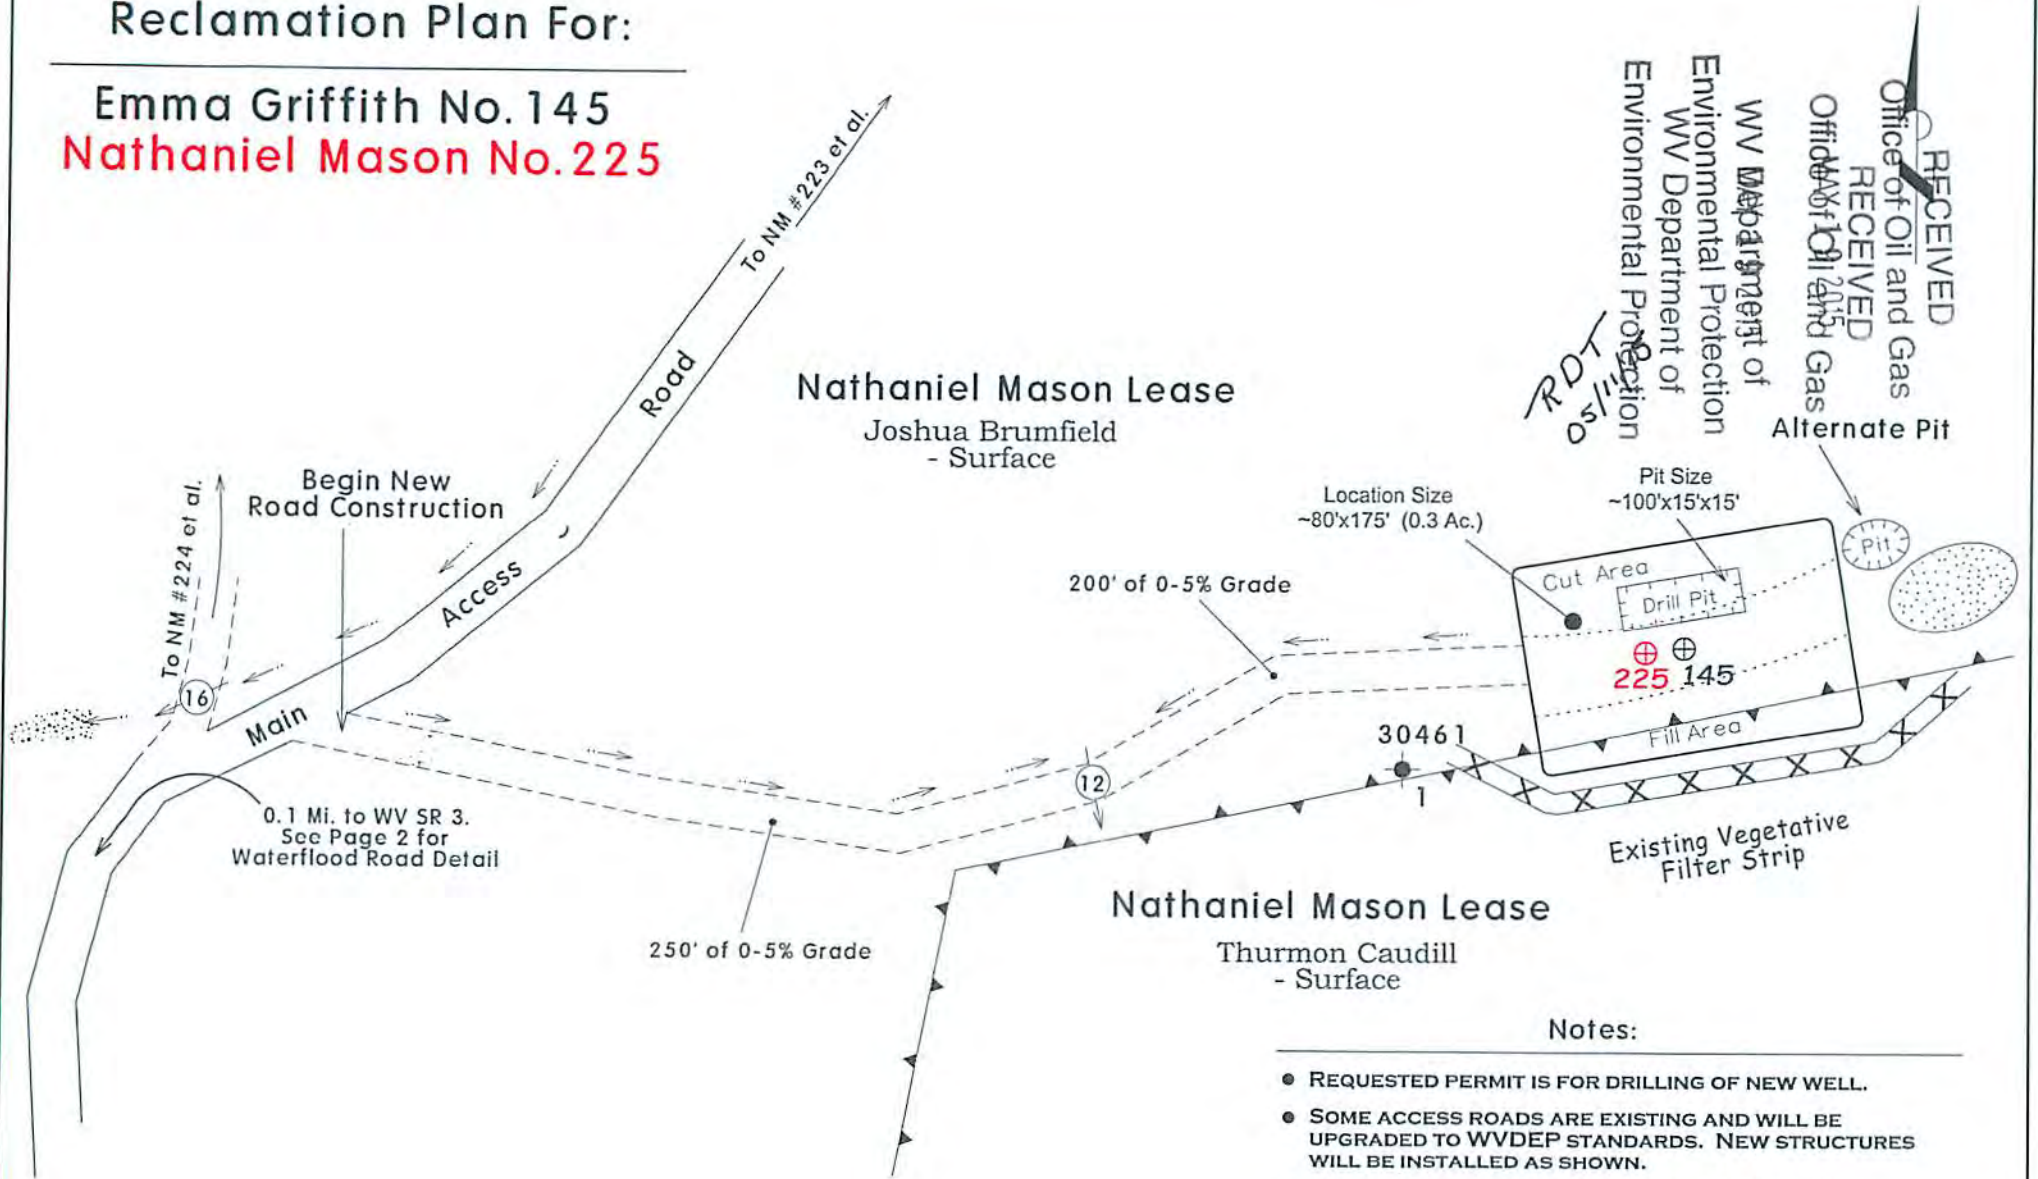 Reclamation Plan For:
Emma Griffith No. 145
Nathaniel Mason No. 225
To NM #223 et al.
Road
Access
Main
Nathaniel Mason Lease
Joshua Brumfield
- Surface
Begin New
Road Construction
To NM #224 et al.
16
0.1 Mi. to WV SR 3.
See Page 2 for
Waterflood Road Detail
250' of 0-5% Grade
200' of 0-5% Grade
12
RECEIVED
Office of Oil and Gas
RECEIVED
Office of Oil and Gas
WV Department of
Environmental Protection
WV Department of
Environmental Protection
RDT
Alternate Pit
Pit Size
~100'x15'x15'
Location Size
~80'x175' (0.3 Ac.)
Pit
Cut Area
Drill Pit
225 145
Fill Area
30461
1
Existing Vegetative
Filter Strip
Nathaniel Mason Lease
Thurmon Caudill
- Surface
Notes:
● REQUESTED PERMIT IS FOR DRILLING OF NEW WELL.
● SOME ACCESS ROADS ARE EXISTING AND WILL BE
UPGRADED TO WVDEP STANDARDS. NEW STRUCTURES
WILL BE INSTALLED AS SHOWN.